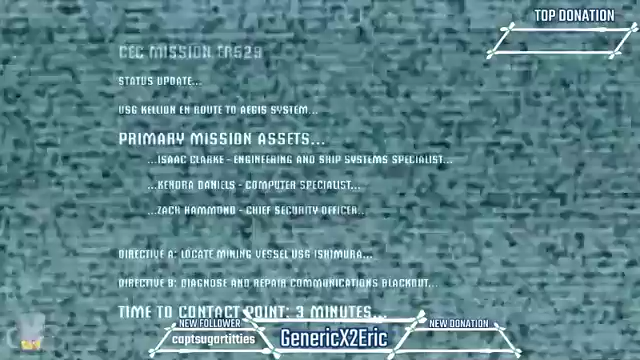 TOP DONATION
CEC MISSION
STATUS UPDATE...
USG KELLION EN ROUTE TO AEGIS SYSTEM...
PRIMARY MISSION ASSETS...
...ISAAC CLARKE - ENGINEERING AND SHIP SYSTEMS SPECIALIST...
...KENDRA DANIELS - COMPUTER SPECIALIST...
...ZACH HAMMOND - CHIEF SECURITY OFFICER...
DIRECTIVE A: LOCATE MINING VESSEL USG ISHIMURA...
DIRECTIVE B: DIAGNOSE AND REPAIR COMMUNICATIONS BLACKOUT...
TIME TO CONTACT POINT: 3 MINUTES...
NEW FOLLOWER
captsugartitties
GenericX2Eric
NEW DONATION